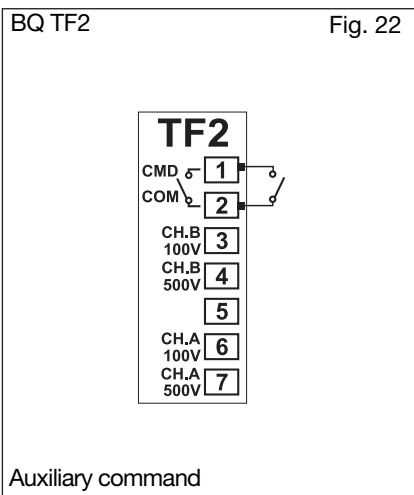 BQ TF2 Fig. 22
TF2
CMD 1
COM 2
CH.B
100V 3
CH.B
500V 4
5
CH.A
100V 6
CH.A
500V 7
Auxiliary command